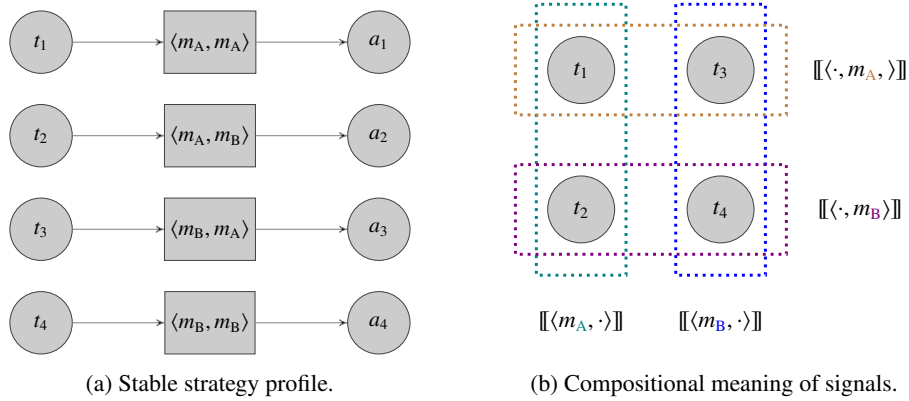 t1 ⟨mA, mA⟩ a1
t2 ⟨mA, mB⟩ a2
t3 ⟨mB, mA⟩ a3
t4 ⟨mB, mB⟩ a4
(a) Stable strategy profile.
t1 t3 ⟦⟨·, mA, ⟩⟧
t2 t4 ⟦⟨·, mB⟩⟧
⟦⟨mA, ·⟩⟧ ⟦⟨mB, ·⟩⟧
(b) Compositional meaning of signals.